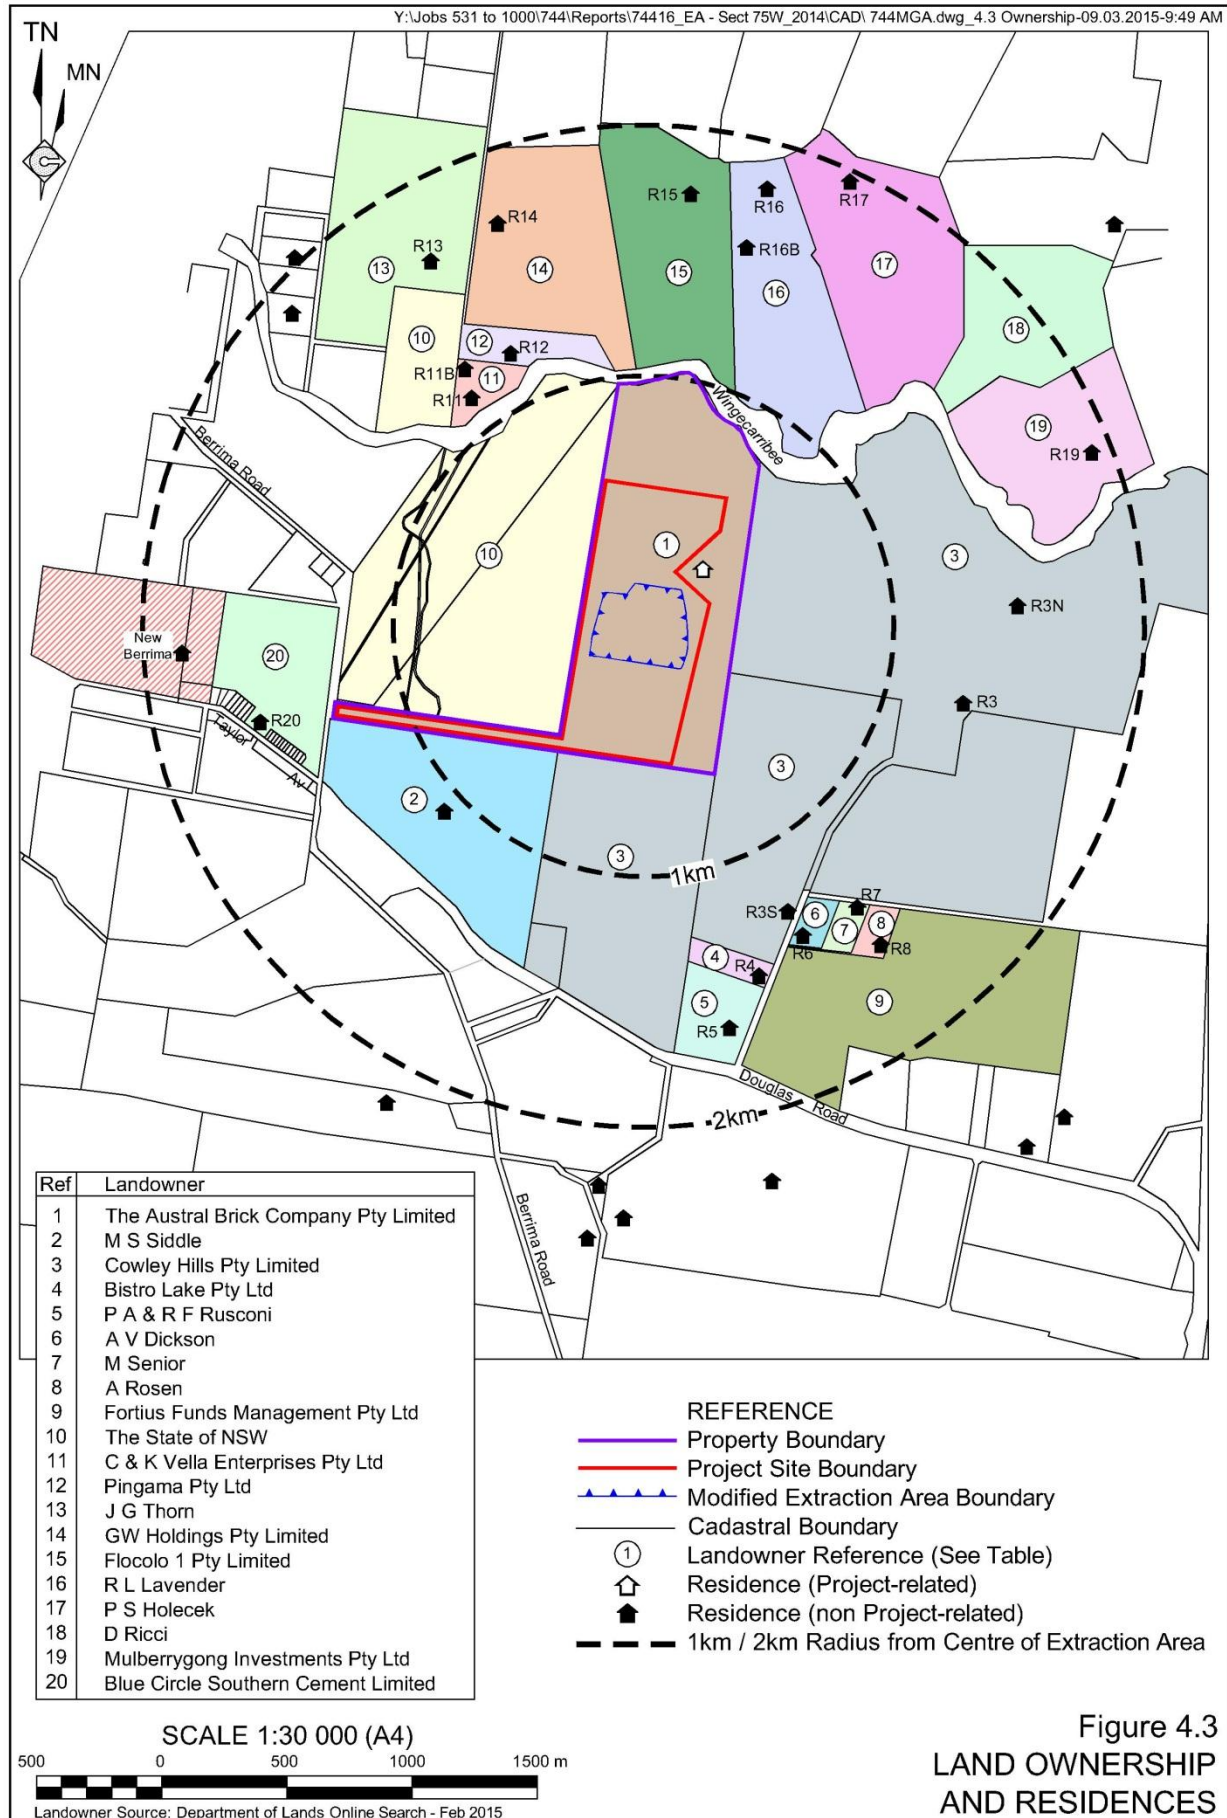 Y:\Jobs 531 to 1000\744\Reports\74416_EA - Sect 75W_2014\CAD\ 744MGA.dwg_4.3 Ownership-09.03.2015-9:49 AM
TN
MN
R15
R16
R17
R14
R13
R16B
13
14
15
16
17
18
10
12
R12
R11B
11
R11
Wingecarribee
19
R19
Berrima Road
1
10
3
R3N
New
Berrima
20
R20
Taylor
Av
R3
2
3
3
1km
R7
R3S
6
7
8
R6
R8
4
R4
5
R5
9
Douglas
Road
2km
Berrima Road
Ref Landowner
1 The Austral Brick Company Pty Limited
2 M S Siddle
3 Cowley Hills Pty Limited
4 Bistro Lake Pty Ltd
5 P A & R F Rusconi
6 A V Dickson
7 M Senior
8 A Rosen
9 Fortius Funds Management Pty Ltd
10 The State of NSW
11 C & K Vella Enterprises Pty Ltd
12 Pingama Pty Ltd
13 J G Thorn
14 GW Holdings Pty Limited
15 Flocolo 1 Pty Limited
16 R L Lavender
17 P S Holecek
18 D Ricci
19 Mulberrygong Investments Pty Ltd
20 Blue Circle Southern Cement Limited
REFERENCE
Property Boundary
Project Site Boundary
Modified Extraction Area Boundary
Cadastral Boundary
1 Landowner Reference (See Table)
Residence (Project-related)
Residence (non Project-related)
1km / 2km Radius from Centre of Extraction Area
SCALE 1:30 000 (A4)
500 0 500 1000 1500 m
Landowner Source: Department of Lands Online Search - Feb 2015
Figure 4.3
LAND OWNERSHIP
AND RESIDENCES